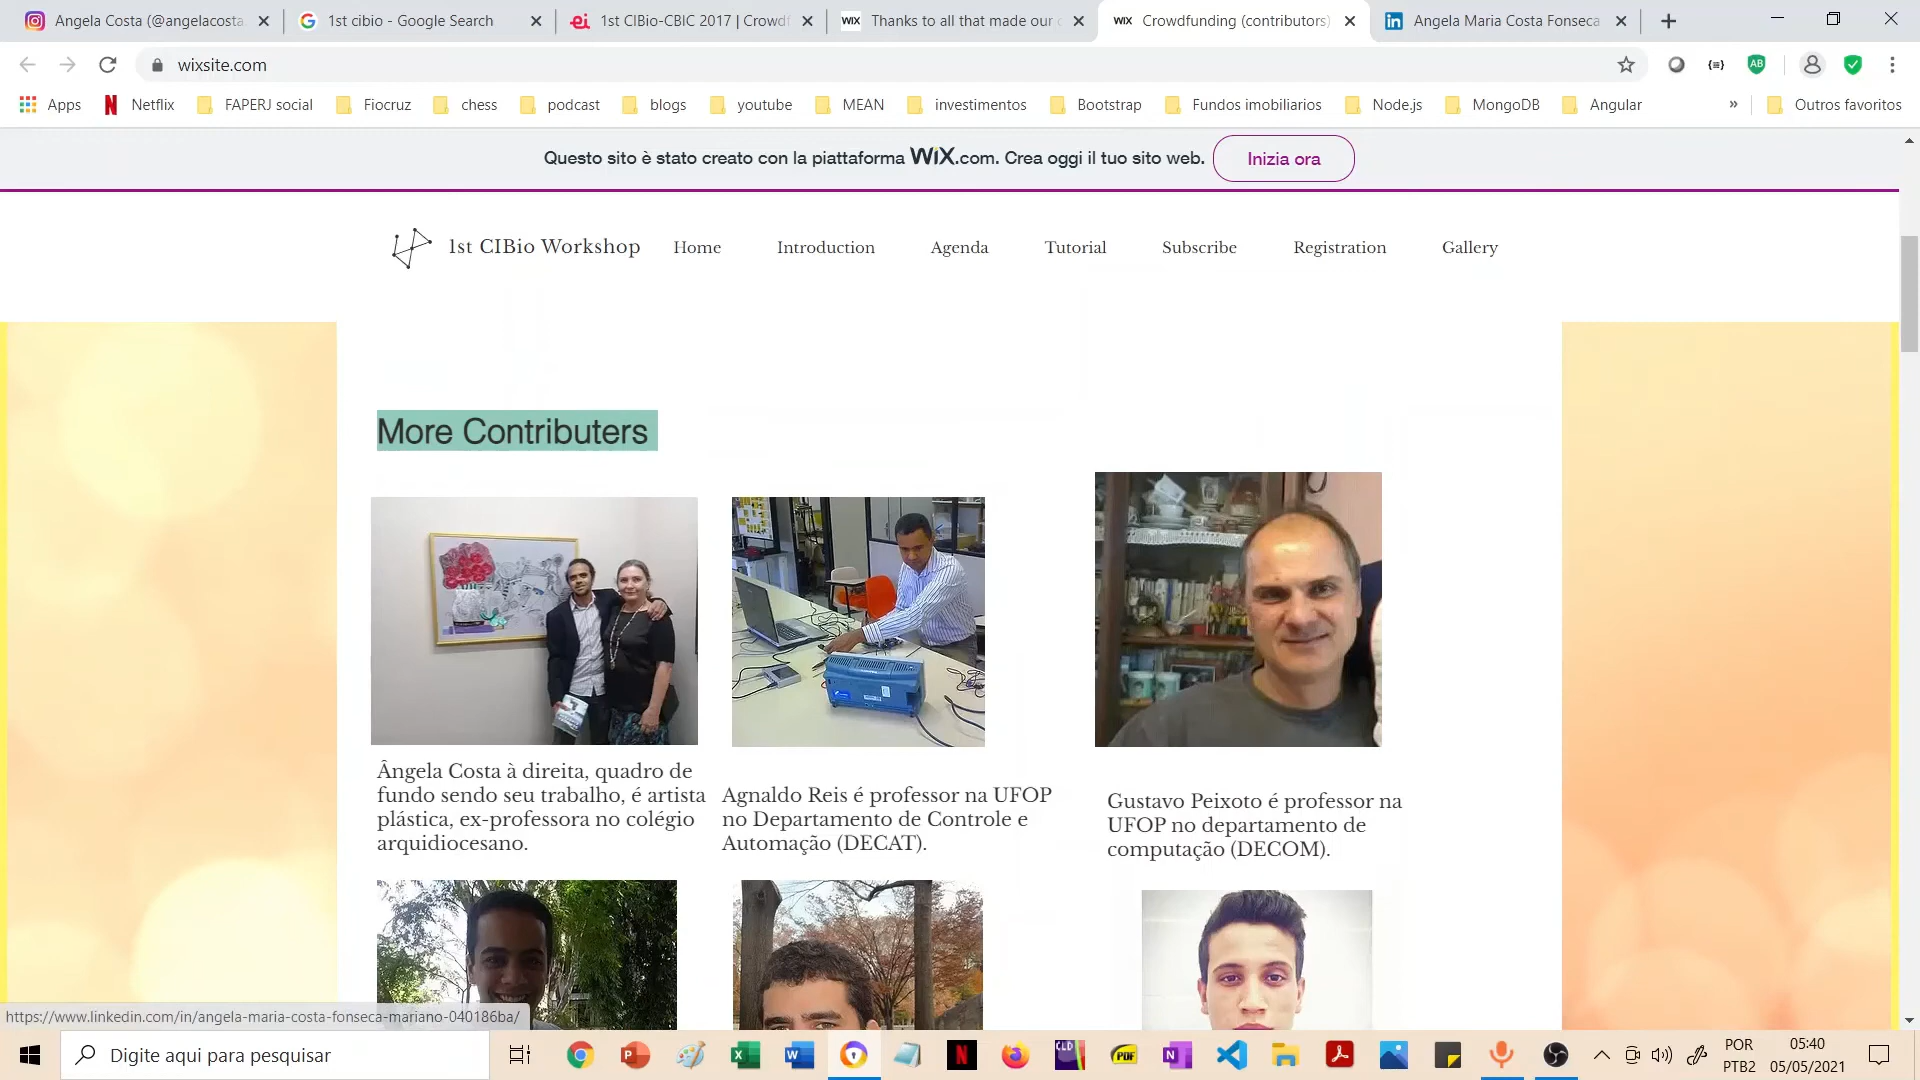 Angela Costa (@angelacosta.
1st cibio - Google Search
1st CIBio-CBIC 2017 | Crowdf
Thanks to all that made our c
Crowdfunding (contributors)
Angela Maria Costa Fonseca
wixsite.com
Apps
Netflix
FAPERJ social
Fiocruz
chess
podcast
blogs
youtube
MEAN
investimentos
Bootstrap
Fundos imobiliarios
Node.js
MongoDB
Angular
»
Outros favoritos
Questo sito è stato creato con la piattaforma WiX.com. Crea oggi il tuo sito web.
Inizia ora
1st CIBio Workshop
Home
Introduction
Agenda
Tutorial
Subscribe
Registration
Gallery
More Contributers
Ângela Costa à direita, quadro de
fundo sendo seu trabalho, é artista
plástica, ex-professora no colégio
arquidiocesano.
Agnaldo Reis é professor na UFOP
no Departamento de Controle e
Automação (DECAT).
Gustavo Peixoto é professor na
UFOP no departamento de
computação (DECOM).
https://www.linkedin.com/in/angela-maria-costa-fonseca-mariano-040186ba/
Digite aqui para pesquisar
POR
PTB2
05:40
05/05/2021